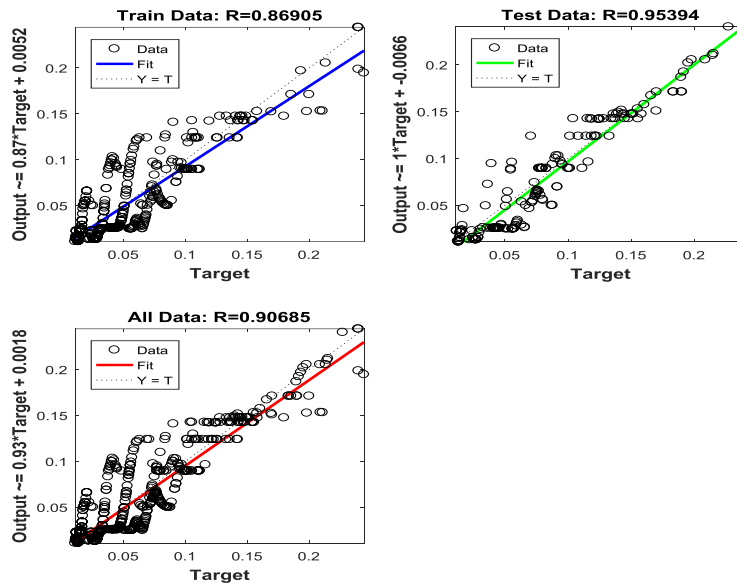 Train Data: R=0.86905
Output ~= 0.87*Target + 0.0052
0.2
0.15
0.1
0.05
Data
Fit
Y = T
0.05
0.1
0.15
0.2
Target
Test Data: R=0.95394
Output ~= 1*Target + -0.0066
0.2
0.15
0.1
0.05
Data
Fit
Y = T
0.05
0.1
0.15
0.2
Target
All Data: R=0.90685
Output ~= 0.93*Target + 0.0018
0.2
0.15
0.1
0.05
Data
Fit
Y = T
0.05
0.1
0.15
0.2
Target